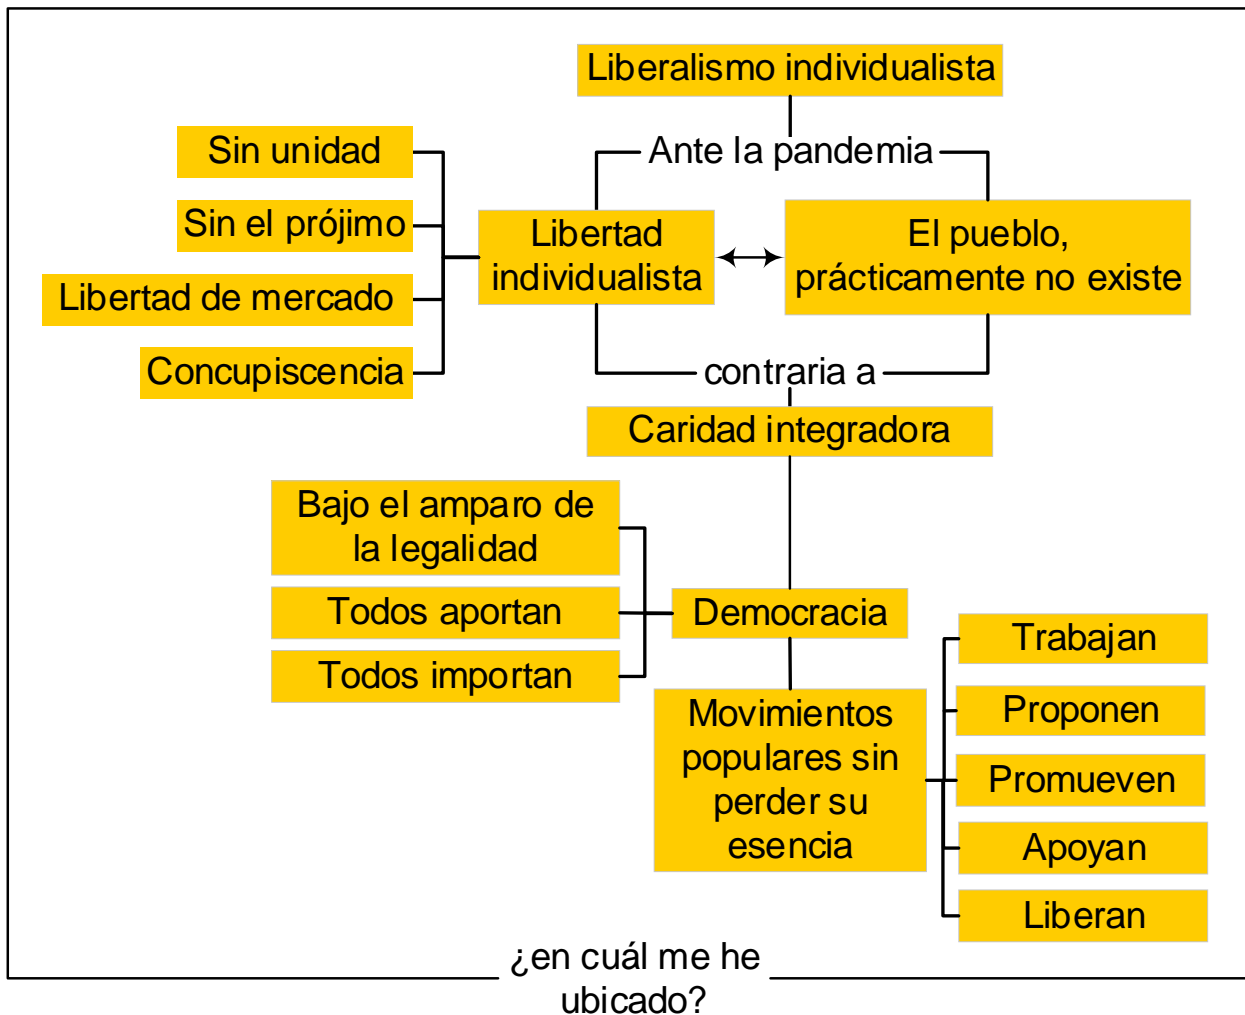 Liberalismo individualista
Ante la pandemia
Sin unidad
Sin el prójimo
Libertad de mercado
Concupiscencia
Libertad
individualista
El pueblo,
prácticamente no existe
contraria a
Caridad integradora
Bajo el amparo de
la legalidad
Todos aportan
Todos importan
Democracia
Movimientos
populares sin
perder su
esencia
Trabajan
Proponen
Promueven
Apoyan
Liberan
¿en cuál me he
ubicado?